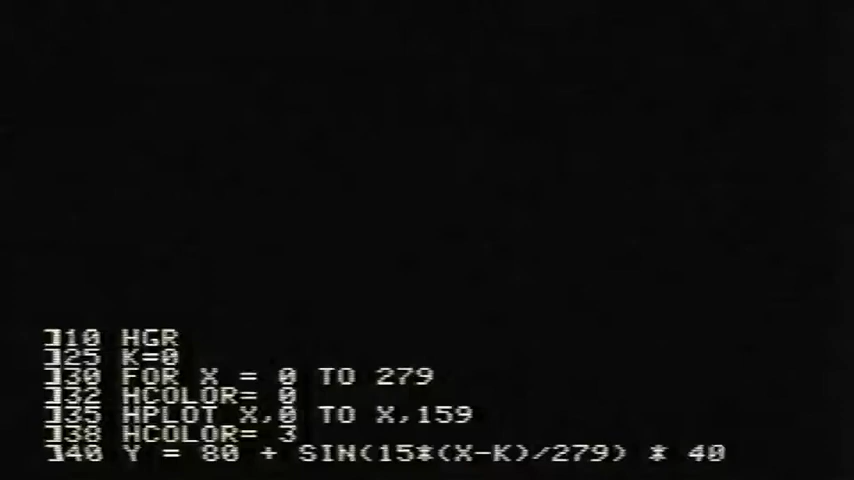 ]10 HGR
]25 K=0
]30 FOR X = 0 TO 279
]32 HCOLOR= 0
]35 HPLOT X,0 TO X,159
]38 HCOLOR= 3
]40 Y = 80 + SIN(15*(X-K)/279) * 40